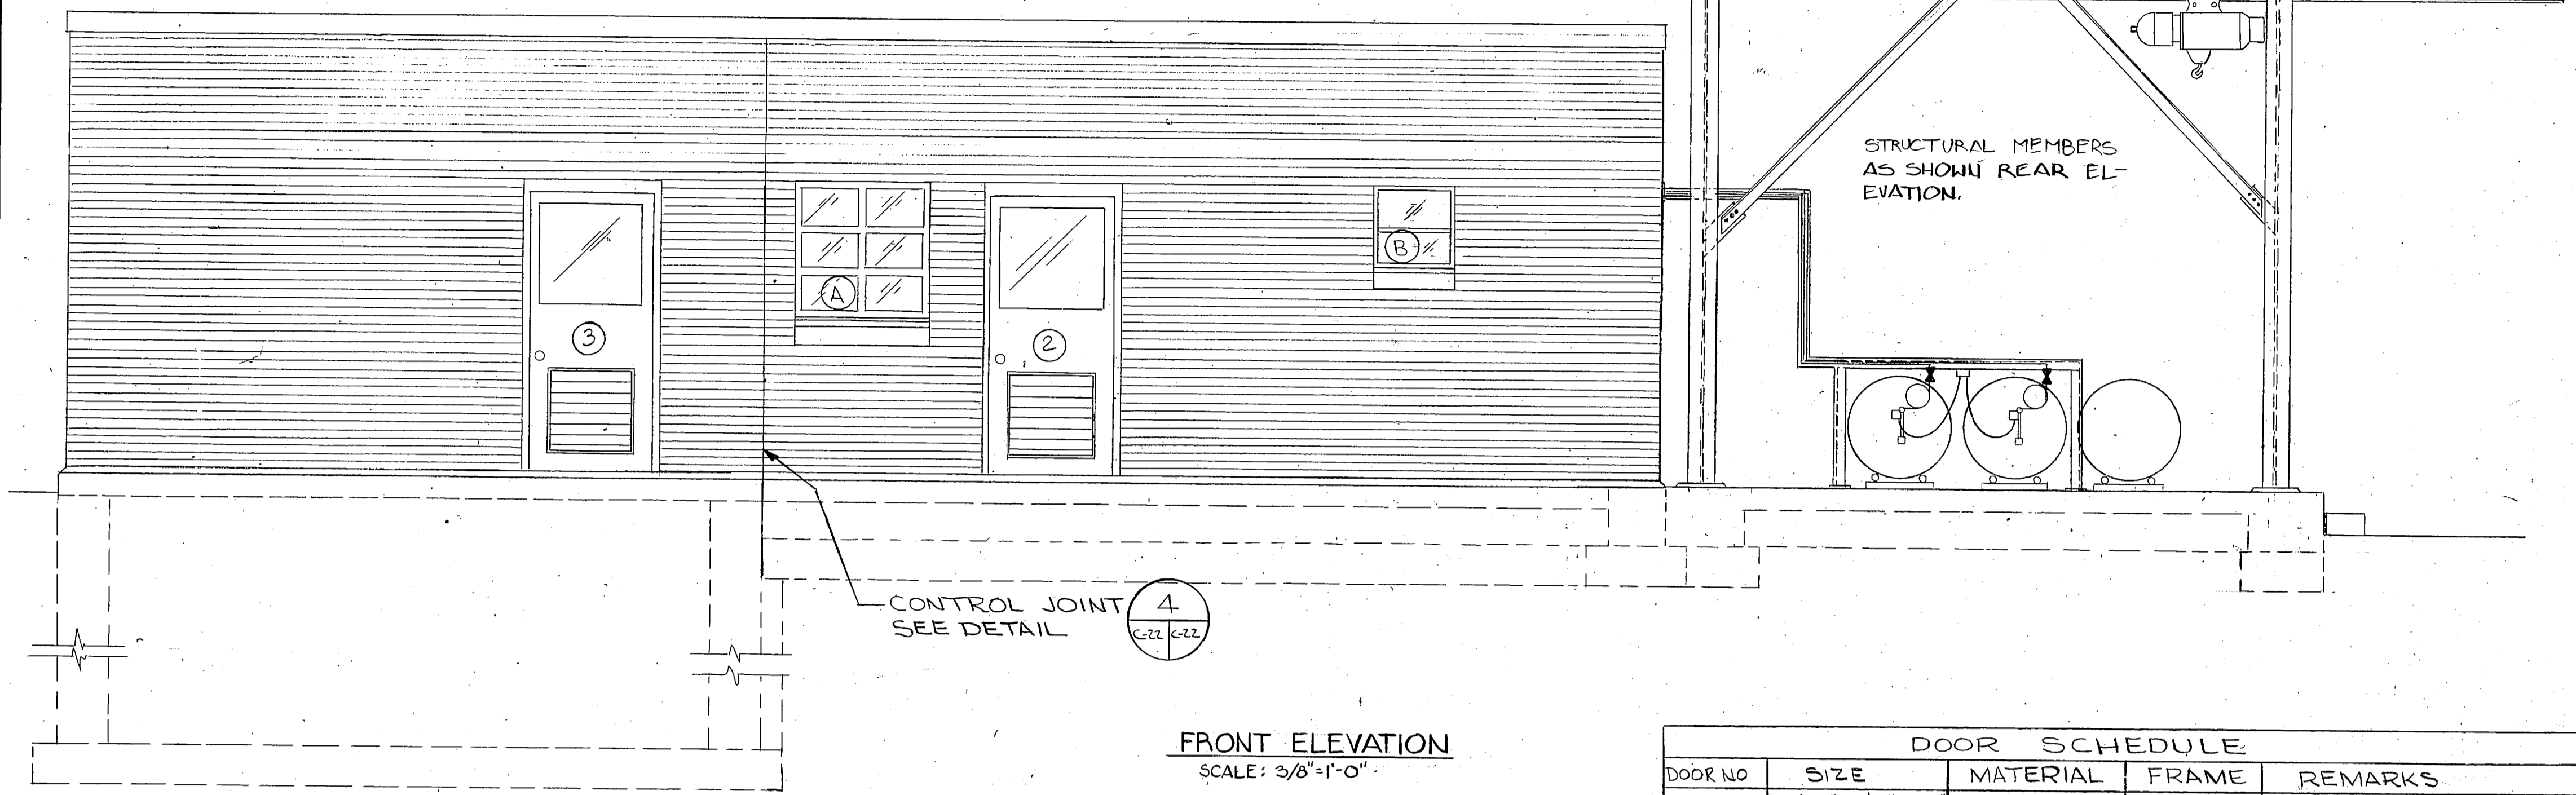 STRUCTURAL MEMBERS
AS SHOWN REAR EL-
EVATION.
B
A
3
2
CONTROL JOINT
SEE DETAIL
4
C-22 C-22
FRONT ELEVATION
SCALE: 3/8"=1'-0"
DOOR SCHEDULE
DOOR NO SIZE MATERIAL FRAME REMARKS